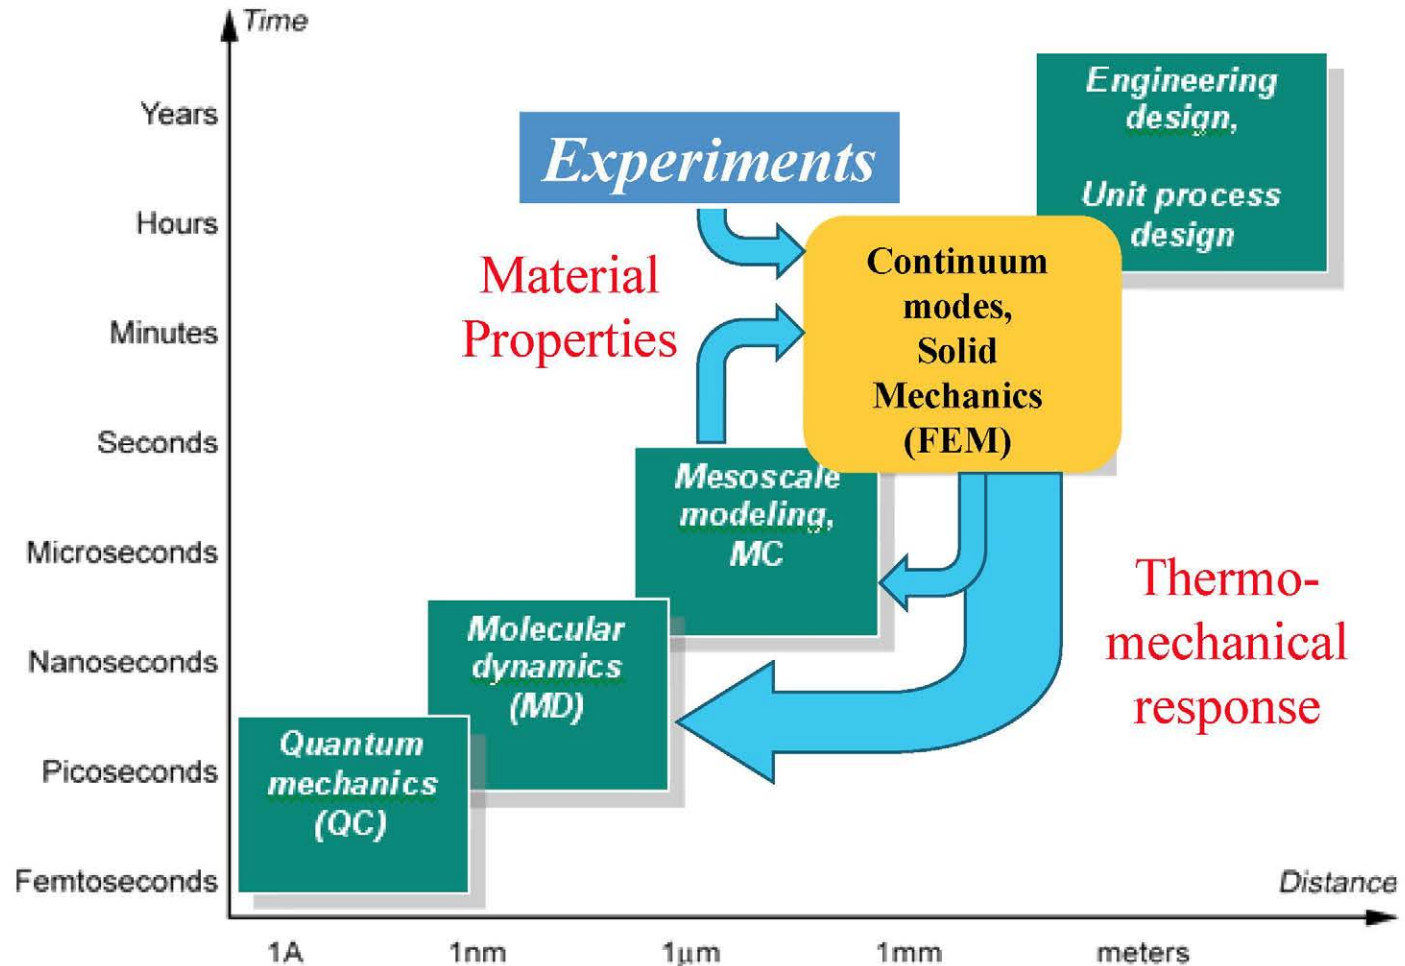 Time
Years
Hours
Minutes
Seconds
Microseconds
Nanoseconds
Picoseconds
Femtoseconds
Experiments
Material
Properties
Engineering
design,
Unit process
design
Continuum
modes,
Solid
Mechanics
(FEM)
Mesoscale
modeling,
MC
Molecular
dynamics
(MD)
Quantum
mechanics
(QC)
Thermo-
mechanical
response
Distance
1A
1nm
1μm
1mm
meters